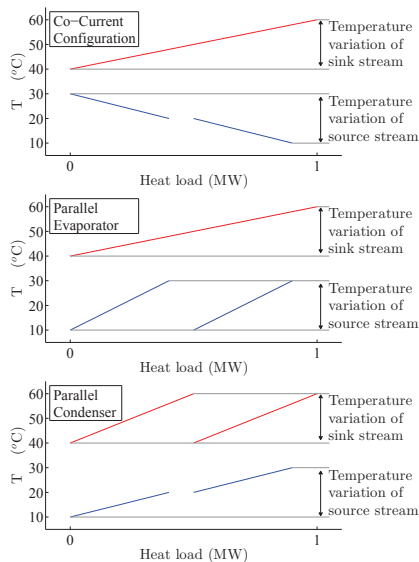 Co−Current
Configuration
T (°C)
60
50
40
30
20
10
0
1
Heat load (MW)
Temperature
variation of
sink stream
Temperature
variation of
source stream
Parallel
Evaporator
T (°C)
60
50
40
30
20
10
0
1
Heat load (MW)
Temperature
variation of
sink stream
Temperature
variation of
source stream
Parallel
Condenser
T (°C)
60
50
40
30
20
10
0
1
Heat load (MW)
Temperature
variation of
sink stream
Temperature
variation of
source stream